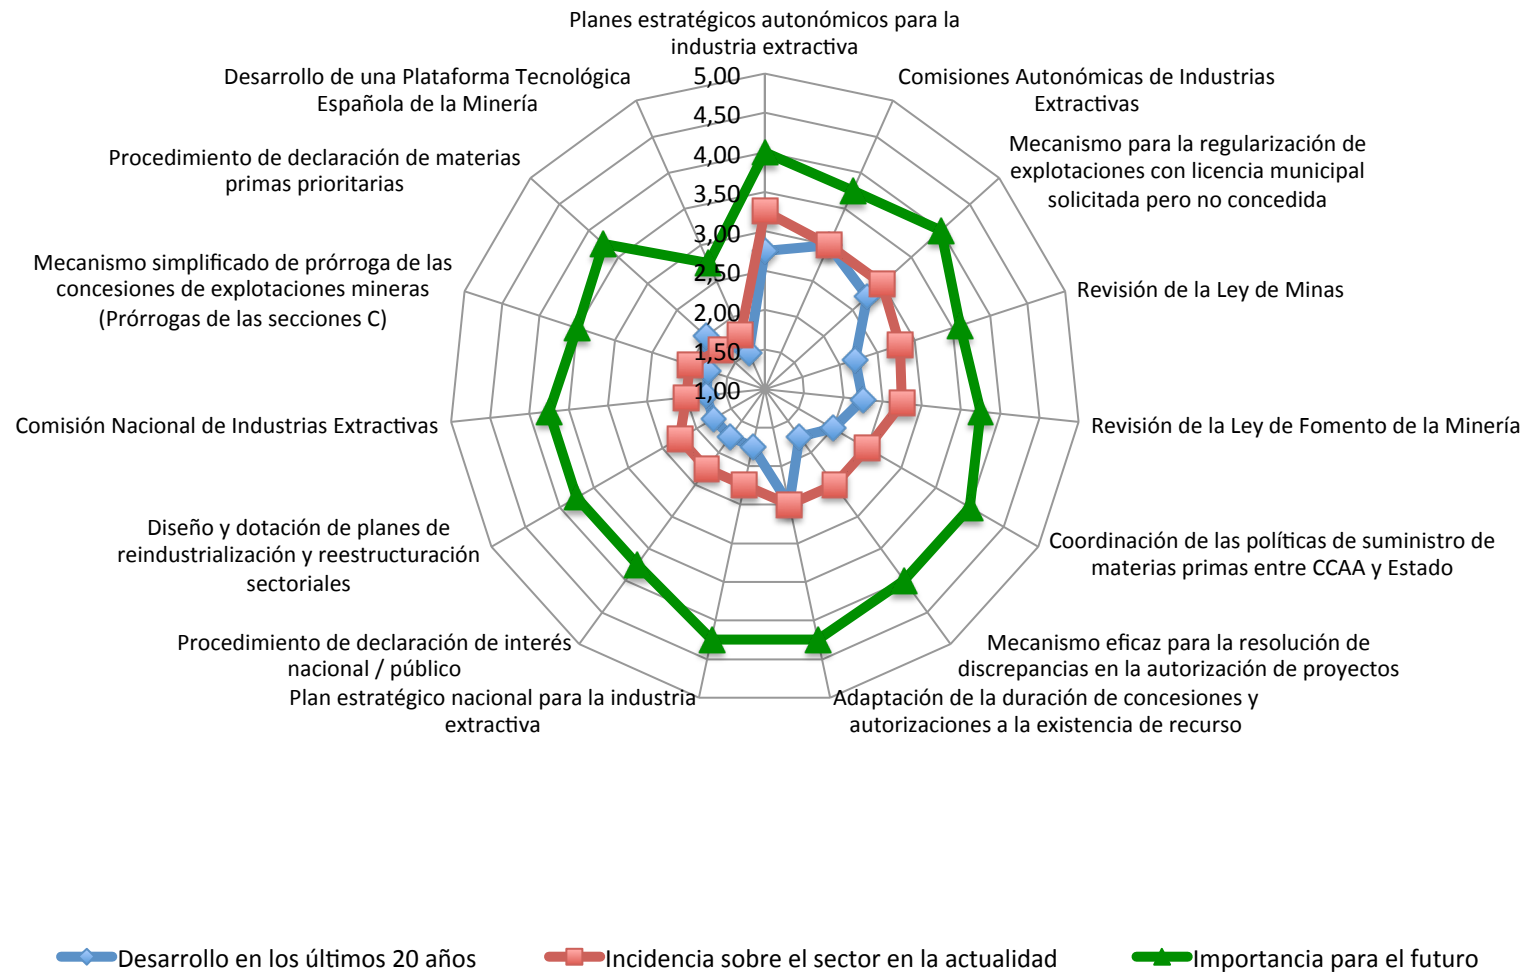 Planes estratégicos autonómicos para la
industria extractiva
Comisiones Autonómicas de Industrias
Extractivas
Mecanismo para la regularización de
explotaciones con licencia municipal
solicitada pero no concedida
Revisión de la Ley de Minas
Revisión de la Ley de Fomento de la Minería
Coordinación de las políticas de suministro de
materias primas entre CCAA y Estado
Mecanismo eficaz para la resolución de
discrepancias en la autorización de proyectos
Adaptación de la duración de concesiones y
autorizaciones a la existencia de recurso
Plan estratégico nacional para la industria
extractiva
Procedimiento de declaración de interés
nacional / público
Diseño y dotación de planes de
reindustrialización y reestructuración
sectoriales
Comisión Nacional de Industrias Extractivas
Mecanismo simplificado de prórroga de las
concesiones de explotaciones mineras
(Prórrogas de las secciones C)
Procedimiento de declaración de materias
primas prioritarias
Desarrollo de una Plataforma Tecnológica
Española de la Minería
5,00
4,50
4,00
3,50
3,00
2,50
2,00
1,50
1,00
Desarrollo en los últimos 20 años
Incidencia sobre el sector en la actualidad
Importancia para el futuro